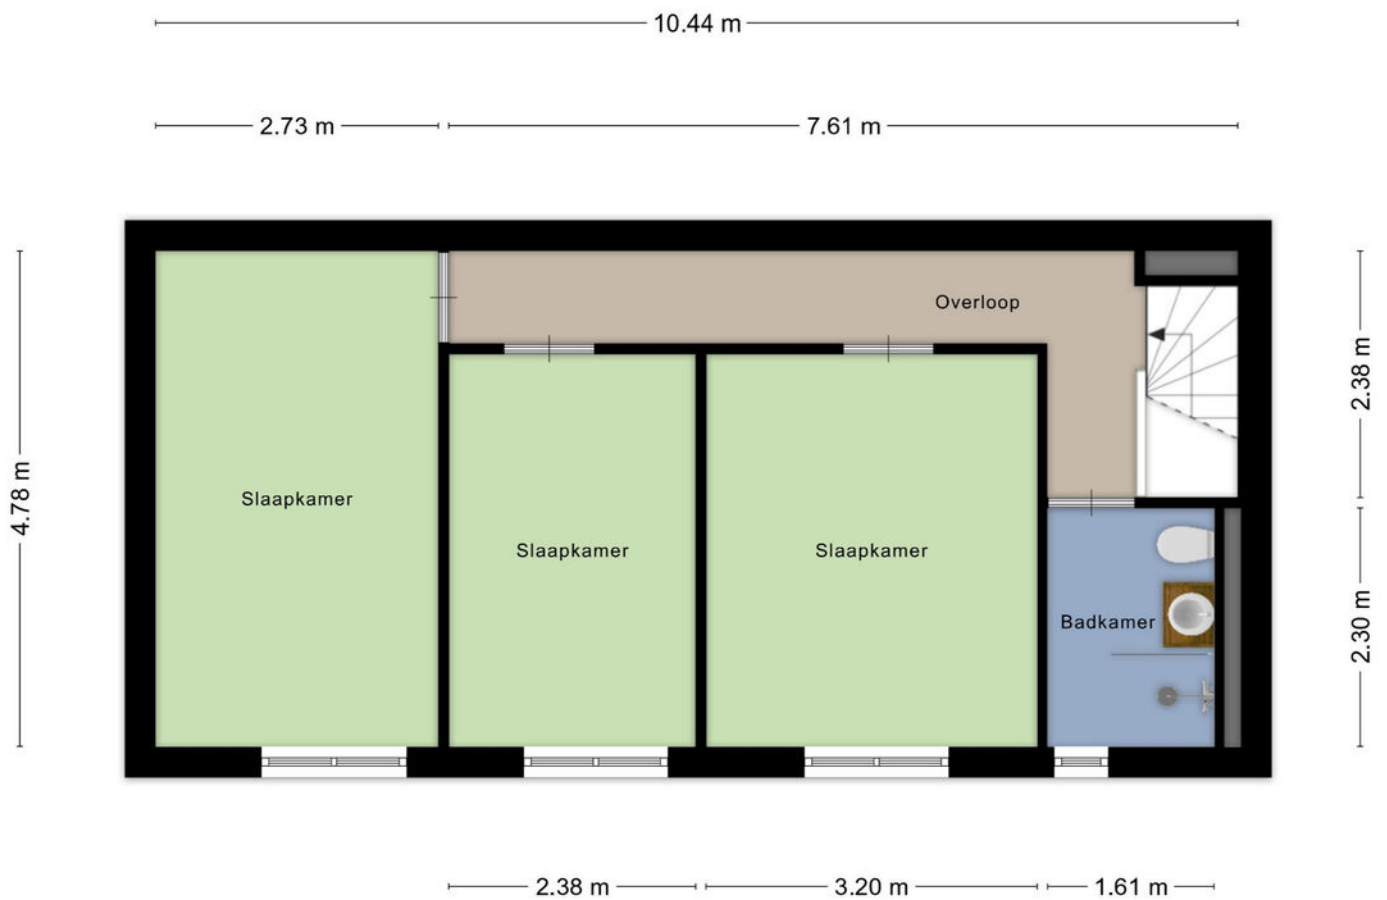 10.44 m
2.73 m
7.61 m
Overloop
2.38 m
4.78 m
Slaapkamer
Slaapkamer
Slaapkamer
Badkamer
2.30 m
2.38 m
3.20 m
1.61 m